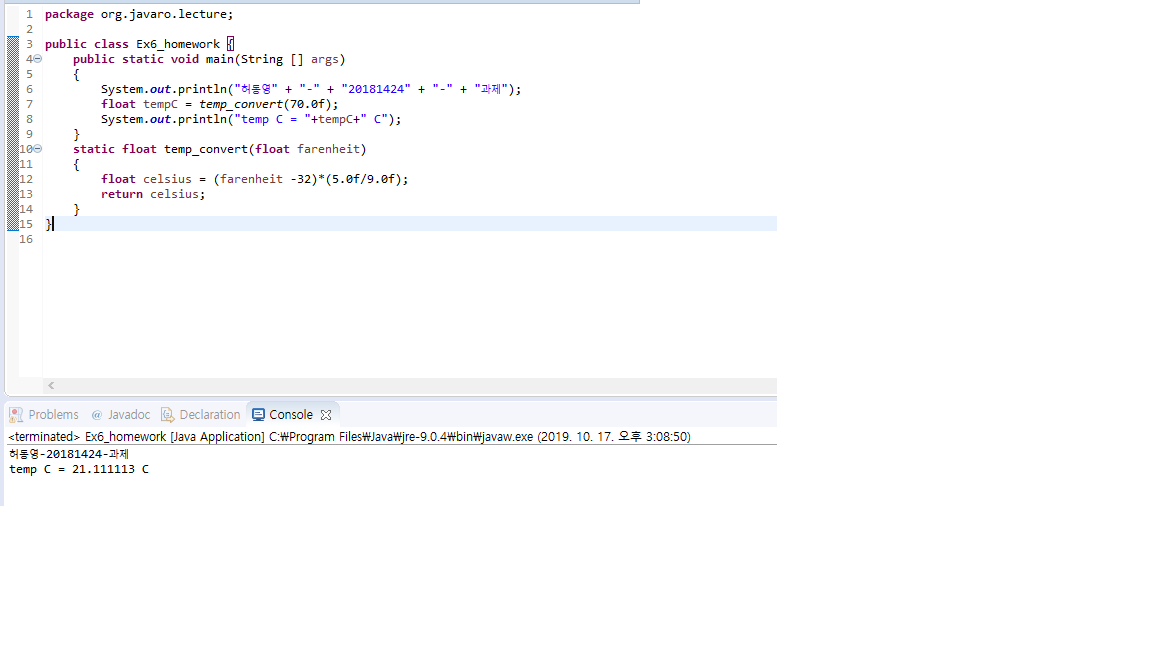 1 package org.javaro.lecture;
2
3 public class Ex6_homework {
4 public static void main(String [] args)
5 {
6 System.out.println("허동영" + "-" + "20181424" + "-" + "과제");
7 float tempC = temp_convert(70.0f);
8 System.out.println("temp C = "+tempC+" C");
9 }
10 static float temp_convert(float farenheit)
11 {
12 float celsius = (farenheit -32)*(5.0f/9.0f);
13 return celsius;
14 }
15 }
16
Problems @ Javadoc Declaration Console
<terminated> Ex6_homework [Java Application] C:₩Program Files₩Java₩jre-9.0.4₩bin₩javaw.exe (2019. 10. 17. 오후 3:08:50)
허동영-20181424-과제
temp C = 21.111113 C